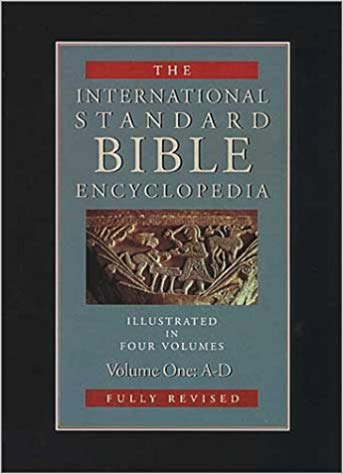 THE
INTERNATIONAL
STANDARD
BIBLE
ENCYCLOPEDIA
ILLUSTRATED
IN
FOUR VOLUMES
Volume One: A-D
FULLY REVISED